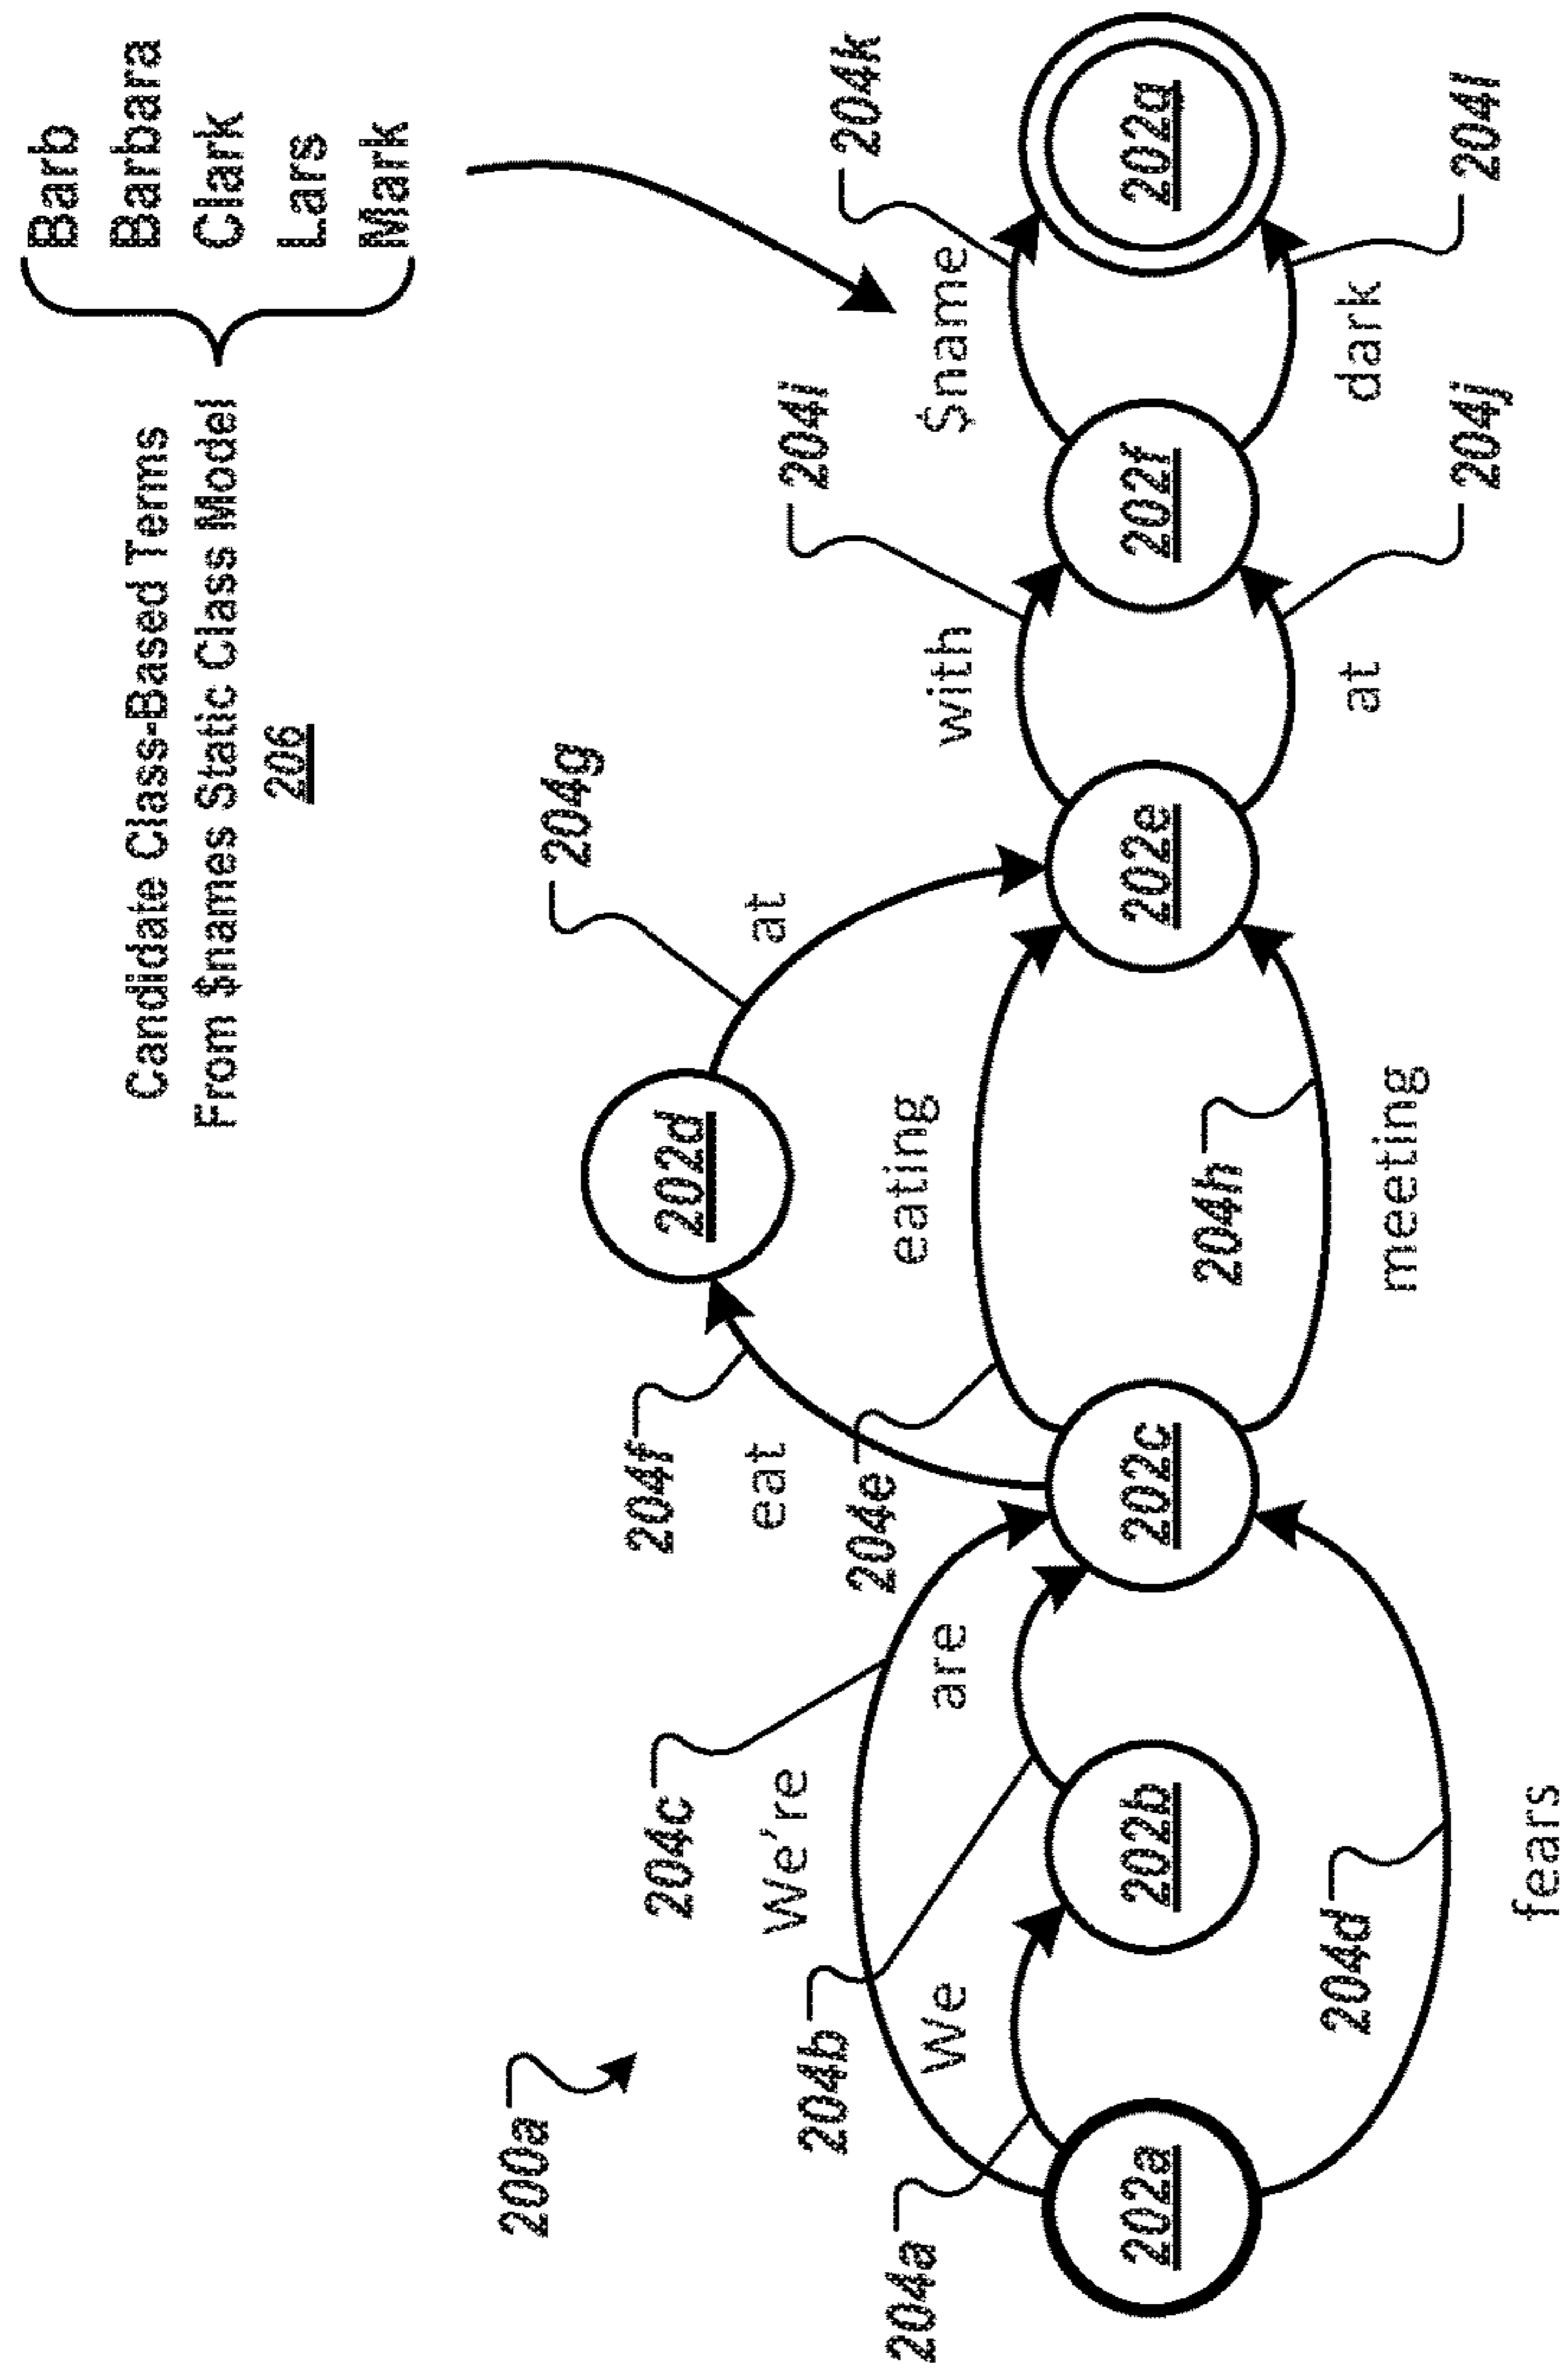 Candidate Class-Based Terms
From $names Static Class Model
206
Barb
Barbara
Clark
Lars
Mark
200a
204g
204f
202d
at
eat
204c
We're
204i
204b
204e
204k
We
are
eating
with
$name
204a
202a
202b
202c
202e
202f
202g
204h
204d
at
dark
meeting
204j
204l
fears